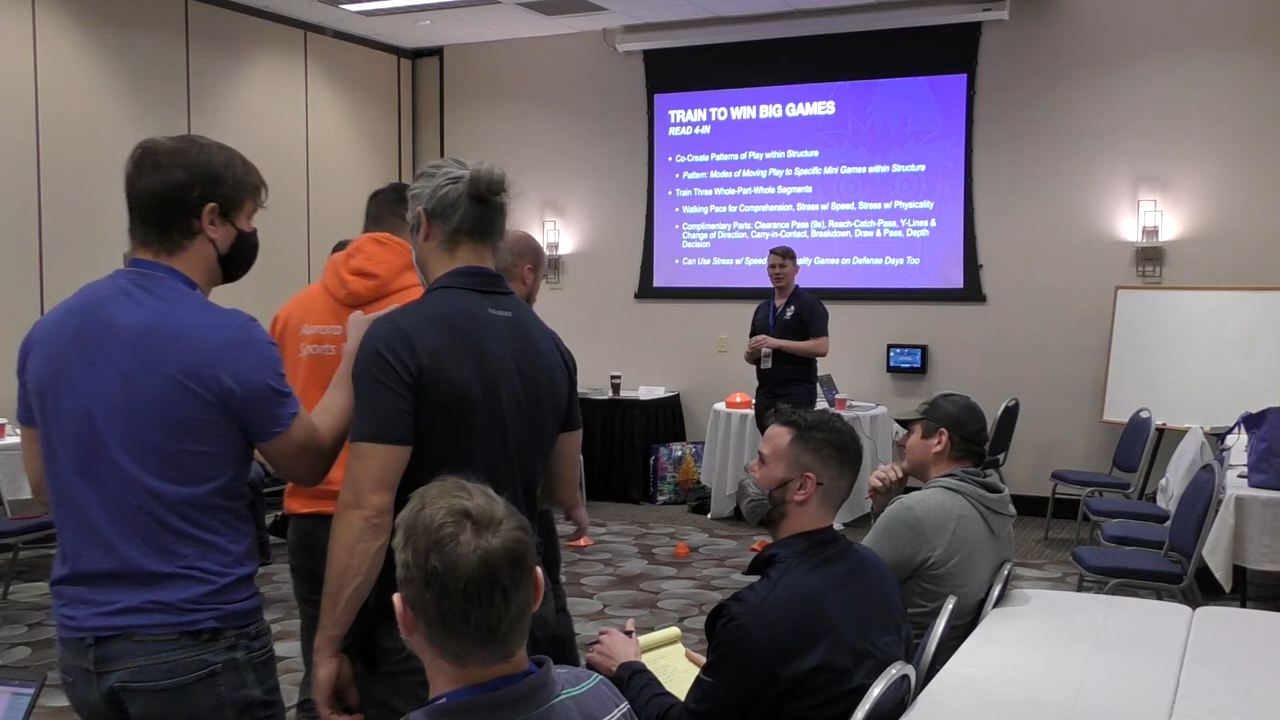 TRAIN TO WIN BIG GAMES
READ 4-IN
• Co-Create Patterns of Play within Structure
• Pattern: Modes of Moving Play to Specific Mini Games within Structure
• Train Three Whole-Part-Whole Segments
• Walking Pace for Comprehension, Stress w/ Speed, Stress w/ Physicality
• Complimentary Parts: Clearance Pass (9s), Reach-Catch-Pass, Y-Lines &
Change of Direction, Carry-in-Contact, Breakdown, Draw & Pass, Depth
Decision
• Can Use Stress w/ Speed Games on Defense Days Too
Aurora
Sports